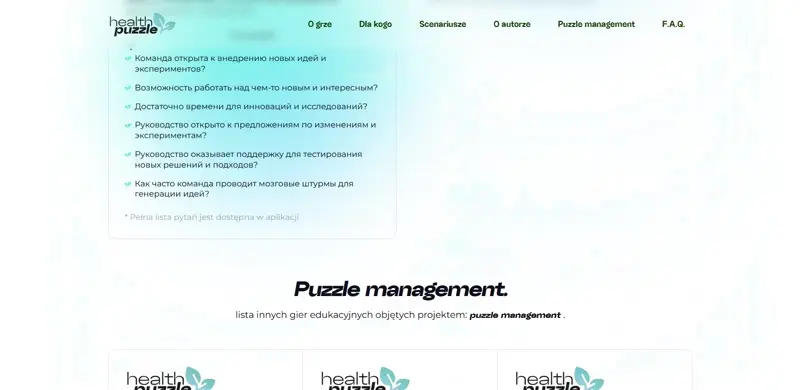 health
puzzle
O grze
Dla kogo
Scenariusze
O autorze
Puzzle management
F.A.Q.
Команда открыта к внедрению новых идей и
экспериментов?
Возможность работать над чем-то новым и интересным?
Достаточно времени для инноваций и исследований?
Руководство открыто к предложениям по изменениям и
экспериментам?
Руководство оказывает поддержку для тестирования
новых решений и подходов?
Как часто команда проводит мозговые штурмы для
генерации идей?
* Pełna lista pytań jest dostępna w aplikacji
Puzzle management.
lista innych gier edukacyjnych objętych projektem: puzzle management .
health
puzzle
health
puzzle
health
puzzle